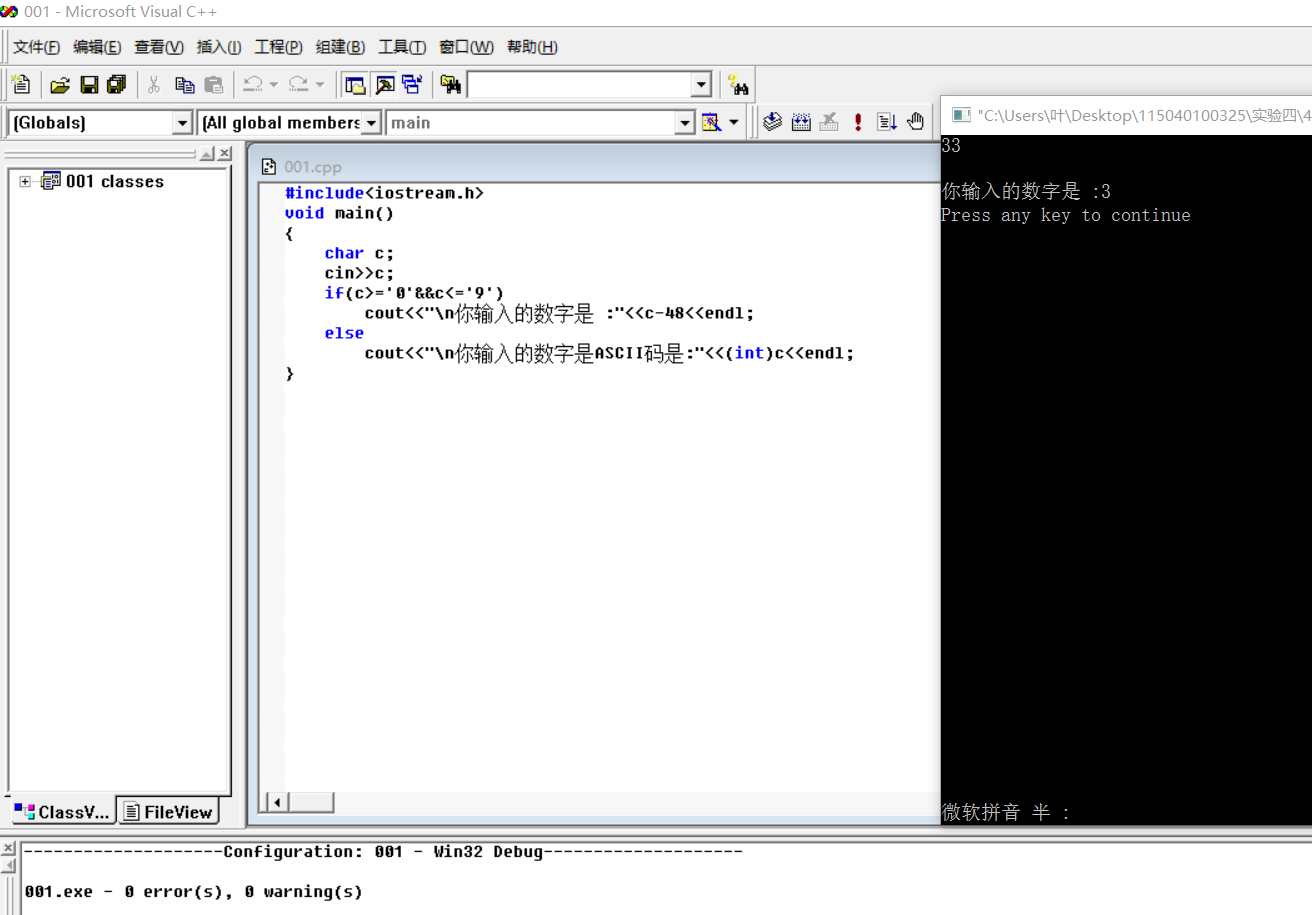 001 - Microsoft Visual C++
文件(F) 编辑(E) 查看(V) 插入(I) 工程(P) 组建(B) 工具(T) 窗口(W) 帮助(H)
(Globals) (All global members main
001 classes
ClassV... FileView
001.cpp
#include<iostream.h>
void main()
{
    char c;
    cin>>c;
    if(c>='0'&&c<='9')
        cout<<"\n你输入的数字是 :"<<c-48<<endl;
    else
        cout<<"\n你输入的数字是ASCII码是:"<<(int)c<<endl;
}
"C:\Users\叶\Desktop\115040100325\实验四\4
33
你输入的数字是 :3
Press any key to continue
微软拼音 半 :
--------------------Configuration: 001 - Win32 Debug--------------------
001.exe - 0 error(s), 0 warning(s)